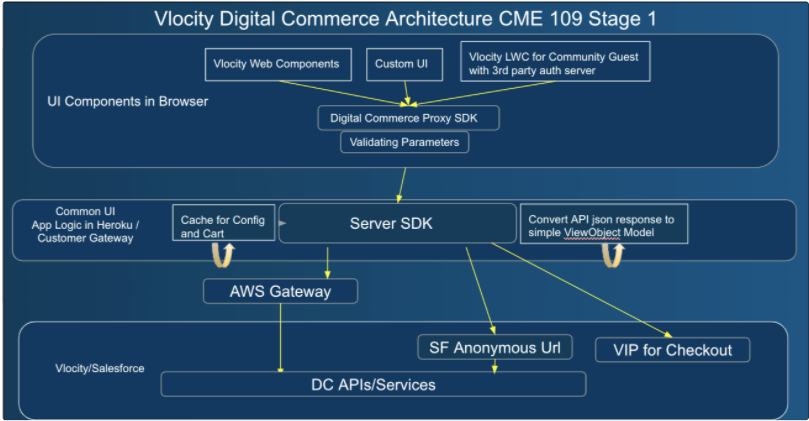 Vlocity Digital Commerce Architecture CME 109 Stage 1
Vlocity Web Components
Custom UI
Vlocity LWC for Community Guest
with 3rd party auth server
UI Components in Browser
Digital Commerce Proxy SDK
Validating Parameters
Common UI
App Logic in Heroku /
Customer Gateway
Cache for Config
and Cart
Server SDK
Convert API json response to
simple ViewObject Model
AWS Gateway
SF Anonymous Url
VIP for Checkout
Vlocity/Salesforce
DC APIs/Services